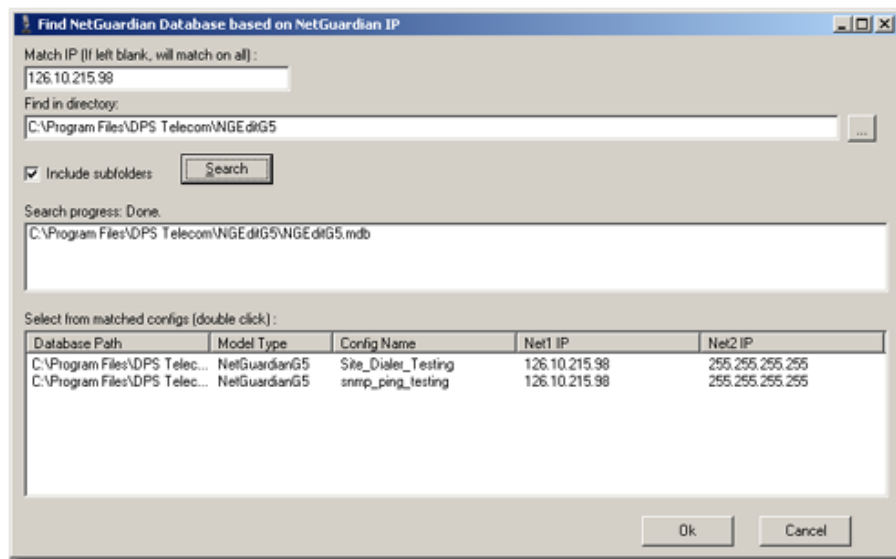 Find NetGuardian Database based on NetGuardian IP
Match IP (If left blank, will match on all) :
126.10.215.98
Find in directory:
C:\Program Files\DPS Telecom\NGEditG5
...
Include subfolders Search
Search progress: Done.
C:\Program Files\DPS Telecom\NGEditG5\NGEditG5.mdb
Select from matched configs (double click) :
Database Path Model Type Config Name Net1 IP Net2 IP
C:\Program Files\DPS Telec... NetGuardianG5 Site_Dialer_Testing 126.10.215.98 255.255.255.255
C:\Program Files\DPS Telec... NetGuardianG5 snmp_ping_testing 126.10.215.98 255.255.255.255
Ok Cancel